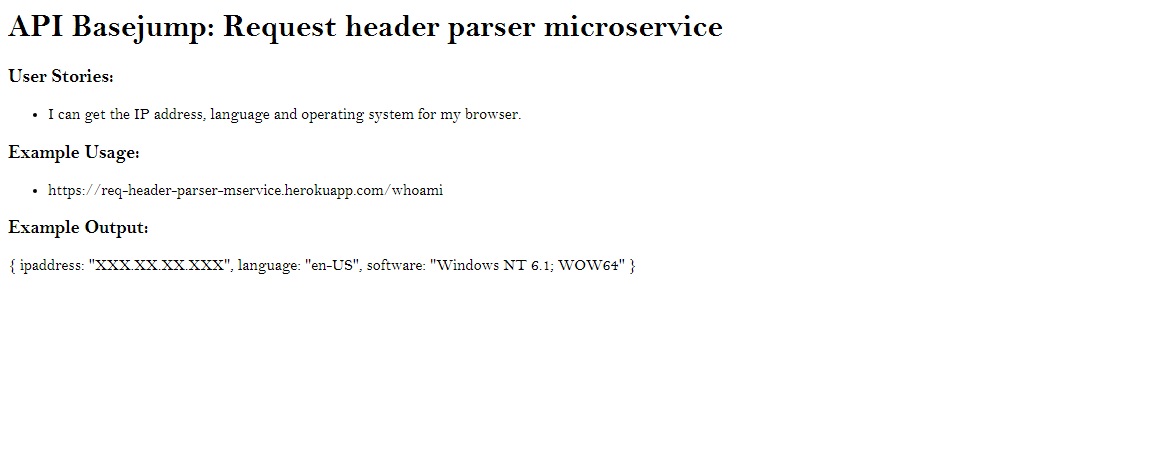 API Basejump: Request header parser microservice
User Stories:
• I can get the IP address, language and operating system for my browser.
Example Usage:
• https://req-header-parser-mservice.herokuapp.com/whoami
Example Output:
{ ipaddress: "XXX.XX.XX.XXX", language: "en-US", software: "Windows NT 6.1; WOW64" }